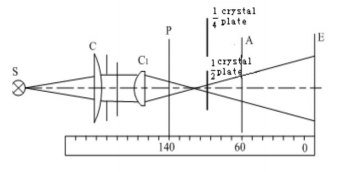 1/4 crystal
plate
P
A
E
C
C1
S
1/2 crystal
plate
140
60
0